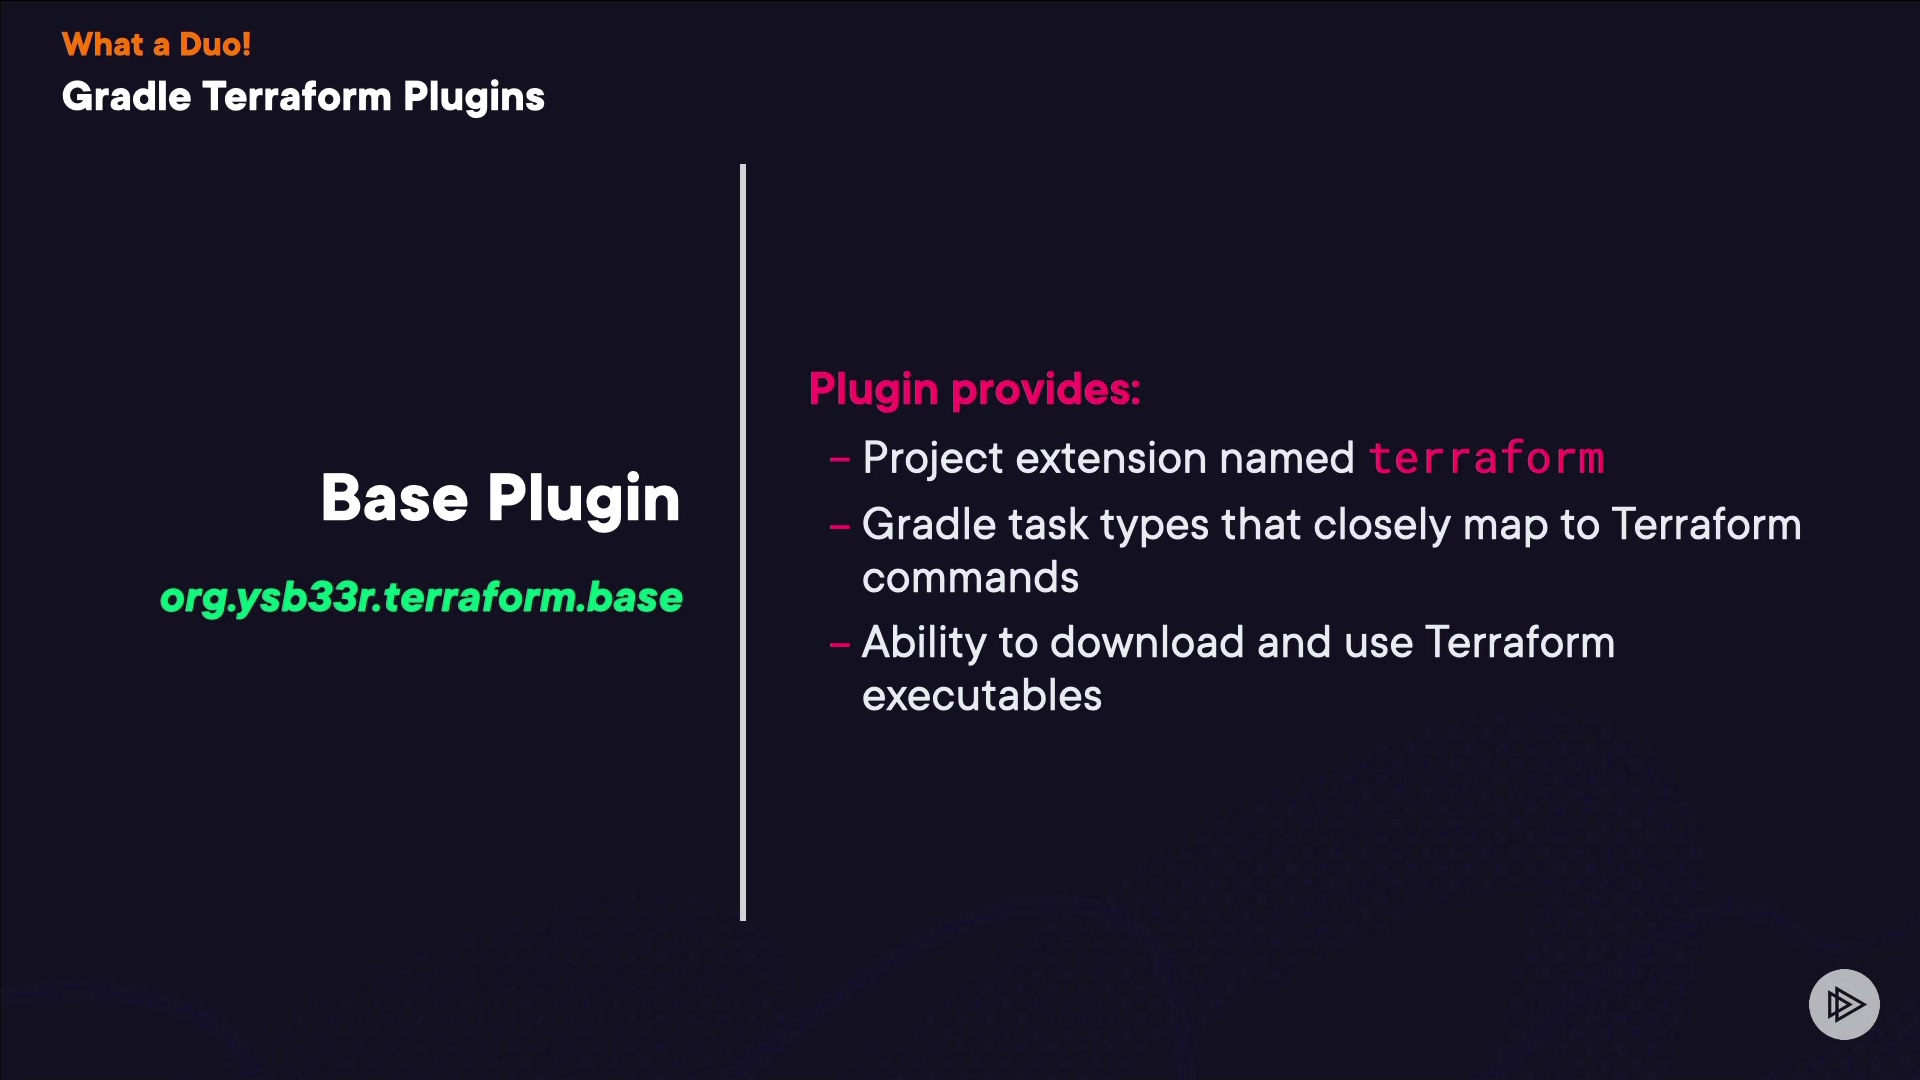 What a Duo!
Gradle Terraform Plugins
Base Plugin
org.ysb33r.terraform.base
Plugin provides:
– Project extension named terraform
– Gradle task types that closely map to Terraform
commands
– Ability to download and use Terraform
executables